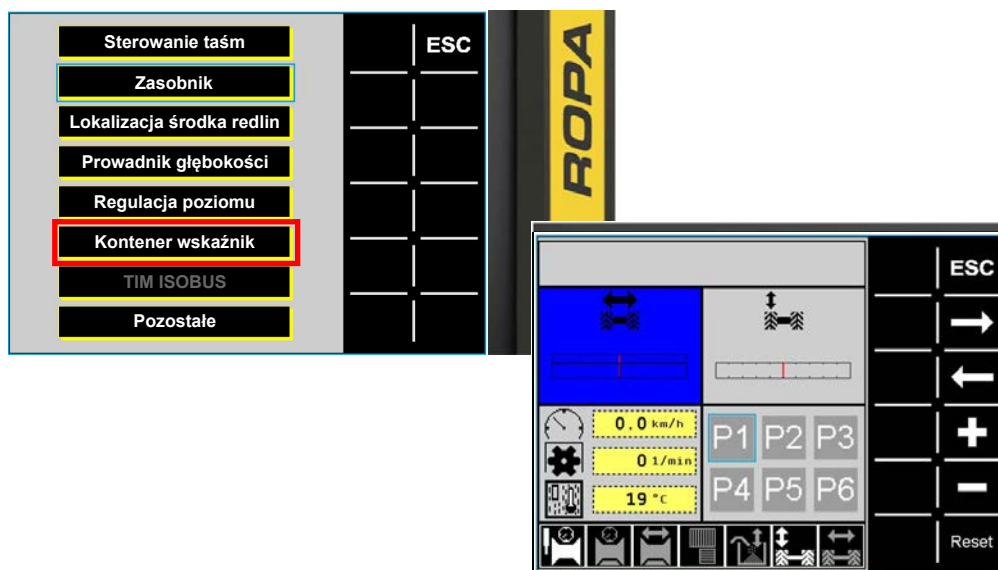 Sterowanie taśm
ESC
Zasobnik
Lokalizacja środka redlin
Prowadnik głębokości
Regulacja poziomu
Kontener wskaźnik
TIM ISOBUS
Pozostałe
ROPA
ESC
0.0 km/h
0 1/min
19 °C
P1 P2 P3
P4 P5 P6
Reset